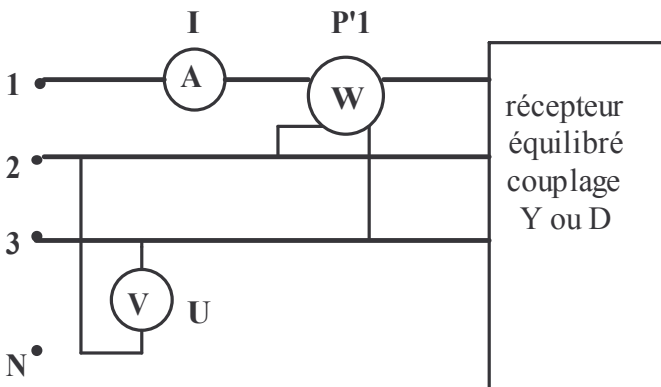 I P'1
1 A W
récepteur
équilibré
couplage
Y ou D
2
3
V U
N